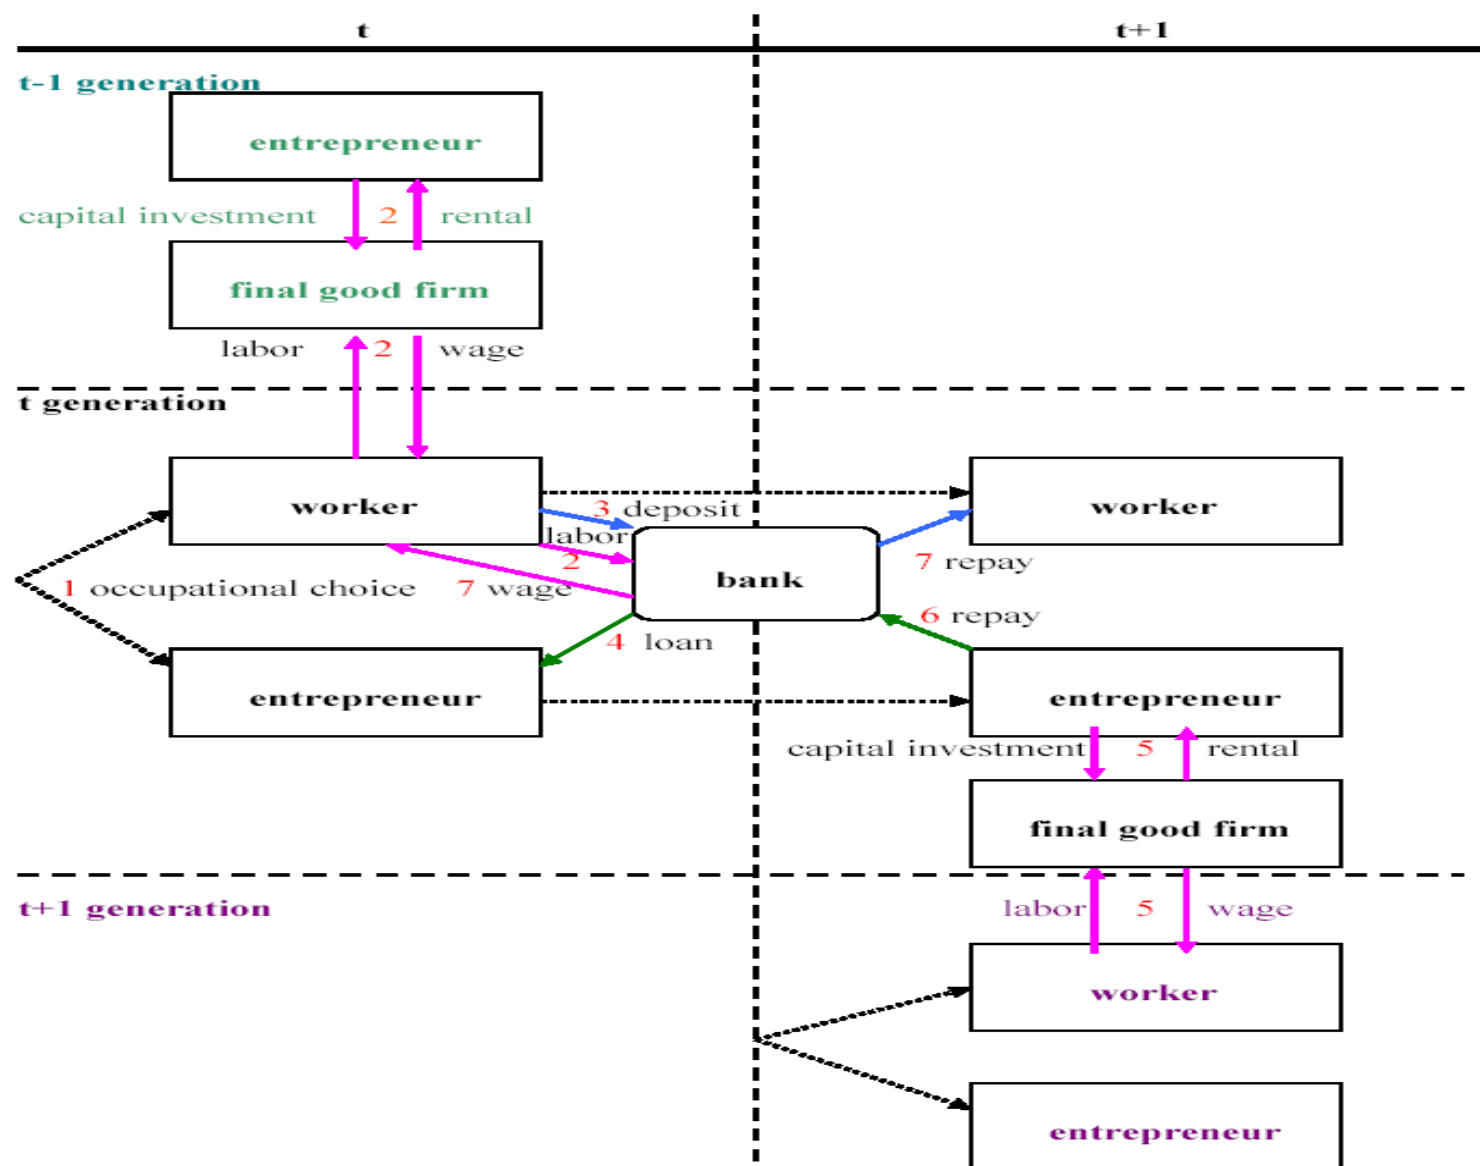 t t+1
t-1 generation
entrepreneur
capital investment 2 rental
final good firm
labor 2 wage
t generation
worker worker
3 deposit
labor
2
bank
7 repay
1 occupational choice 7 wage
6 repay
4 loan
entrepreneur entrepreneur
capital investment 5 rental
final good firm
t+1 generation
labor 5 wage
worker
entrepreneur